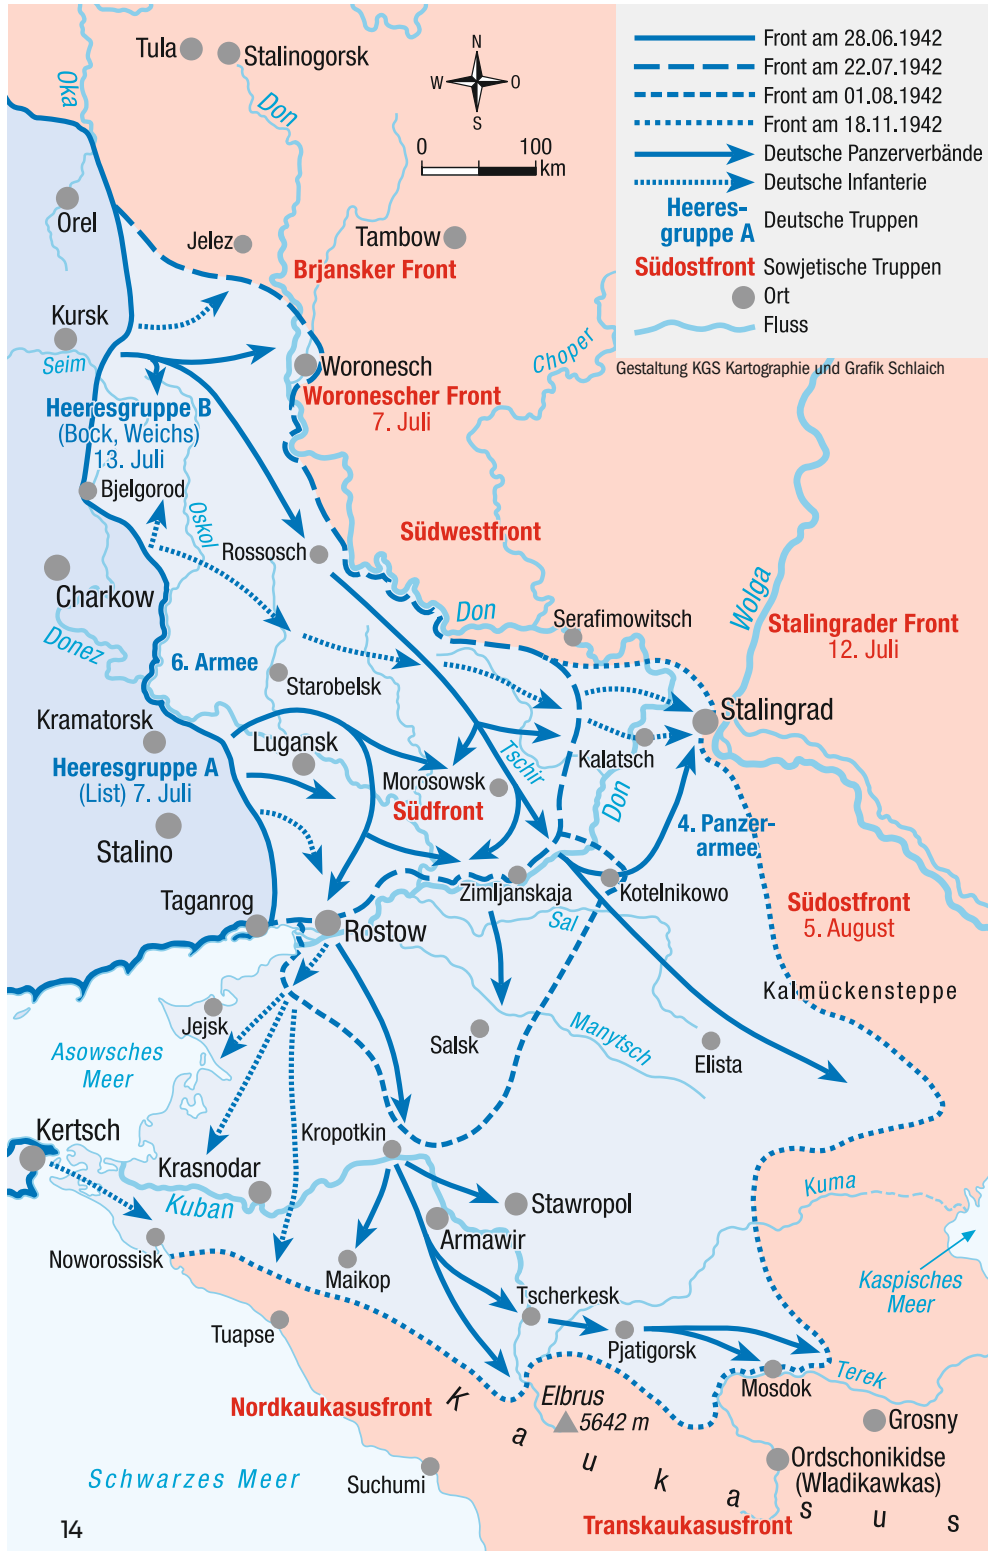 Tula
Stalinogorsk
Oka
Don
N
W
O
S
0
100
km
Front am 28.06.1942
Front am 22.07.1942
Front am 01.08.1942
Front am 18.11.1942
Deutsche Panzerverbände
Deutsche Infanterie
Heeres-
gruppe A
Deutsche Truppen
Südostfront
Sowjetische Truppen
Ort
Fluss
Gestaltung KGS Kartographie und Grafik Schlaich
Orel
Jelez
Tambow
Brjansker Front
Kursk
Seim
Woronesch
Woronescher Front
7. Juli
Choper
Heeresgruppe B
(Bock, Weichs)
13. Juli
Bjelgorod
Oskol
Rossosch
Südwestfront
Charkow
Donez
Don
Serafimowitsch
Wolga
Stalingrader Front
12. Juli
6. Armee
Starobelsk
Stalingrad
Kramatorsk
Lugansk
Heeresgruppe A
(List) 7. Juli
Morosowsk
Tschir
Kalatsch
Don
Südfront
Stalino
4. Panzer-
armee
Zimljanskaja
Kotelnikowo
Taganrog
Rostow
Sal
Südostfront
5. August
Kalmückensteppe
Jejsk
Salsk
Manytsch
Elista
Asowsches
Meer
Kertsch
Kropotkin
Krasnodar
Kuban
Stawropol
Kuma
Armawir
Noworossisk
Maikop
Kaspisches
Meer
Tscherkesk
Tuapse
Pjatigorsk
Mosdok
Terek
Nordkaukasusfront
Elbrus
5642 m
Grosny
Kaukasus
Ordschonikidse
(Wladikawkas)
Schwarzes Meer
Suchumi
Transkaukasusfront
14